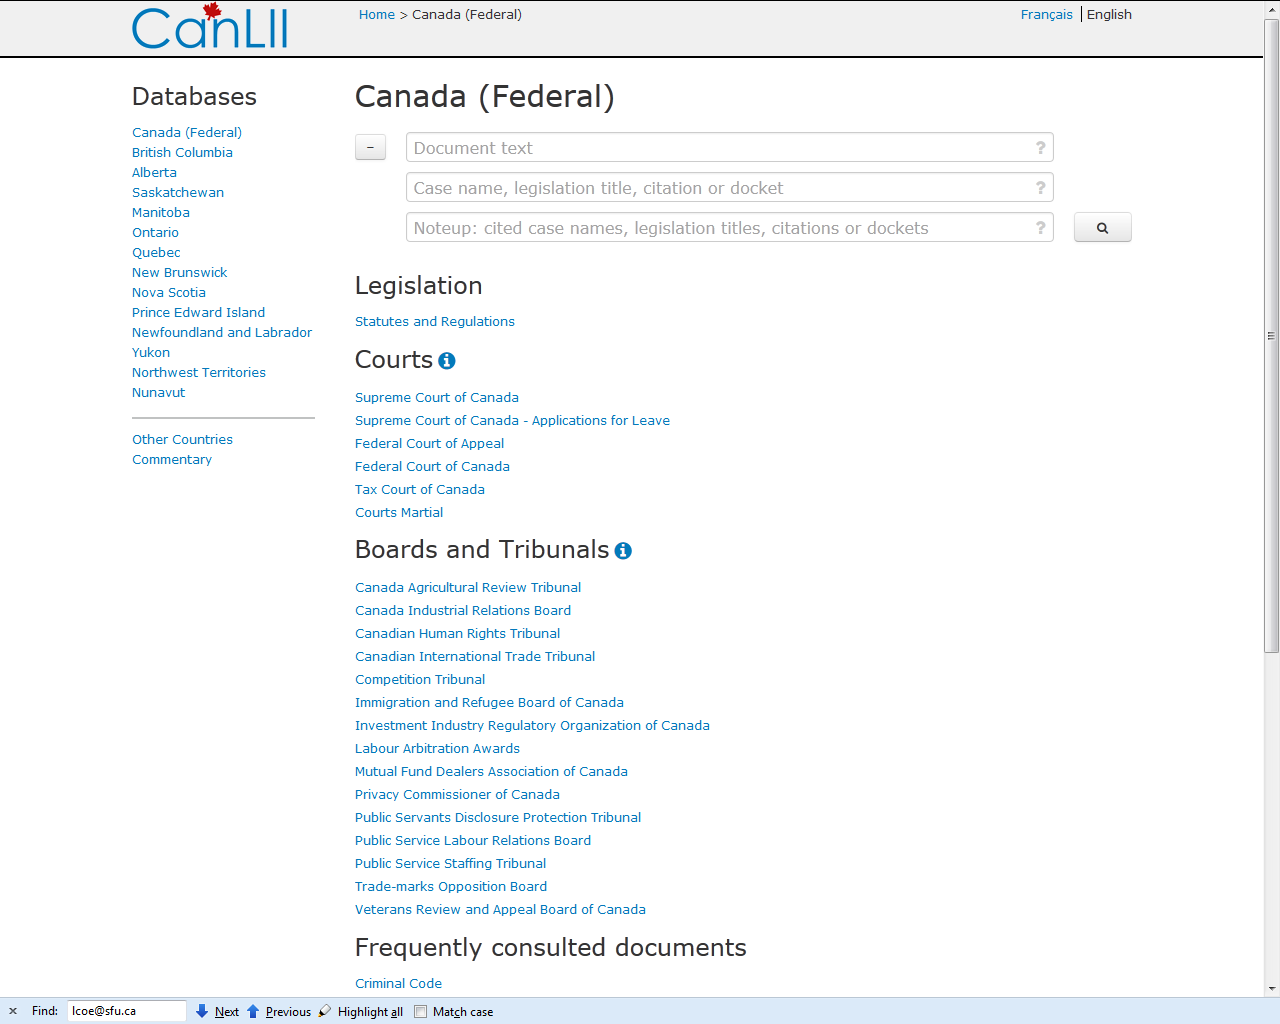 CanLII
Home > Canada (Federal)
Français | English
Databases
Canada (Federal)
British Columbia
Alberta
Saskatchewan
Manitoba
Ontario
Quebec
New Brunswick
Nova Scotia
Prince Edward Island
Newfoundland and Labrador
Yukon
Northwest Territories
Nunavut
Other Countries
Commentary
Canada (Federal)
–
Document text ?
Case name, legislation title, citation or docket ?
Noteup: cited case names, legislation titles, citations or dockets ?
Legislation
Statutes and Regulations
Courts
Supreme Court of Canada
Supreme Court of Canada - Applications for Leave
Federal Court of Appeal
Federal Court of Canada
Tax Court of Canada
Courts Martial
Boards and Tribunals
Canada Agricultural Review Tribunal
Canada Industrial Relations Board
Canadian Human Rights Tribunal
Canadian International Trade Tribunal
Competition Tribunal
Immigration and Refugee Board of Canada
Investment Industry Regulatory Organization of Canada
Labour Arbitration Awards
Mutual Fund Dealers Association of Canada
Privacy Commissioner of Canada
Public Servants Disclosure Protection Tribunal
Public Service Labour Relations Board
Public Service Staffing Tribunal
Trade-marks Opposition Board
Veterans Review and Appeal Board of Canada
Frequently consulted documents
Criminal Code
× Find: lcoe@sfu.ca Next Previous Highlight all Match case